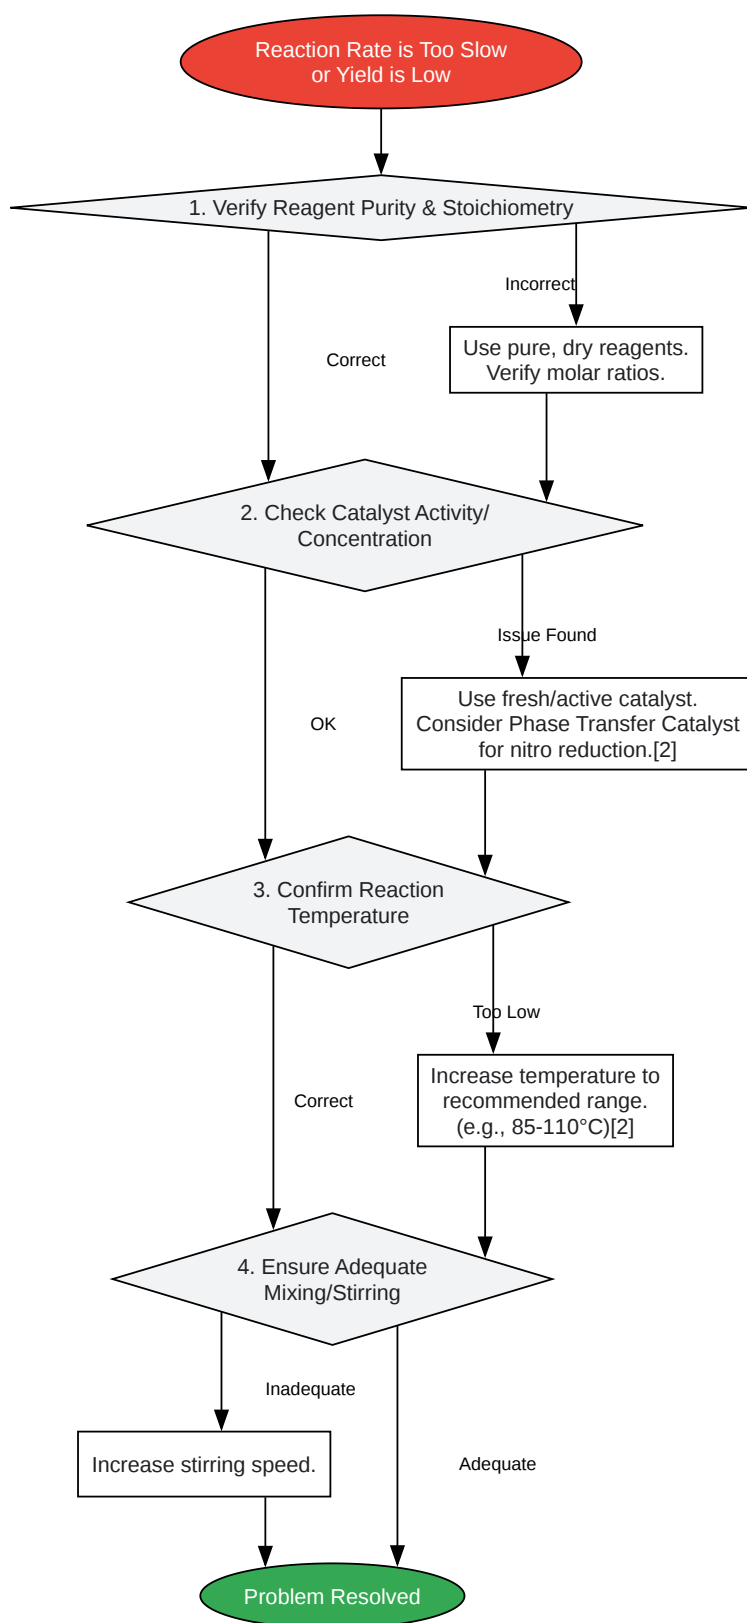 Reaction Rate is Too Slow
or Yield is Low
1. Verify Reagent Purity & Stoichiometry
Incorrect
Use pure, dry reagents.
Verify molar ratios.
Correct
2. Check Catalyst Activity/
Concentration
Issue Found
Use fresh/active catalyst.
Consider Phase Transfer Catalyst
for nitro reduction.[2]
OK
3. Confirm Reaction
Temperature
Too Low
Increase temperature to
recommended range.
(e.g., 85-110°C)[2]
Correct
4. Ensure Adequate
Mixing/Stirring
Inadequate
Increase stirring speed.
Adequate
Problem Resolved